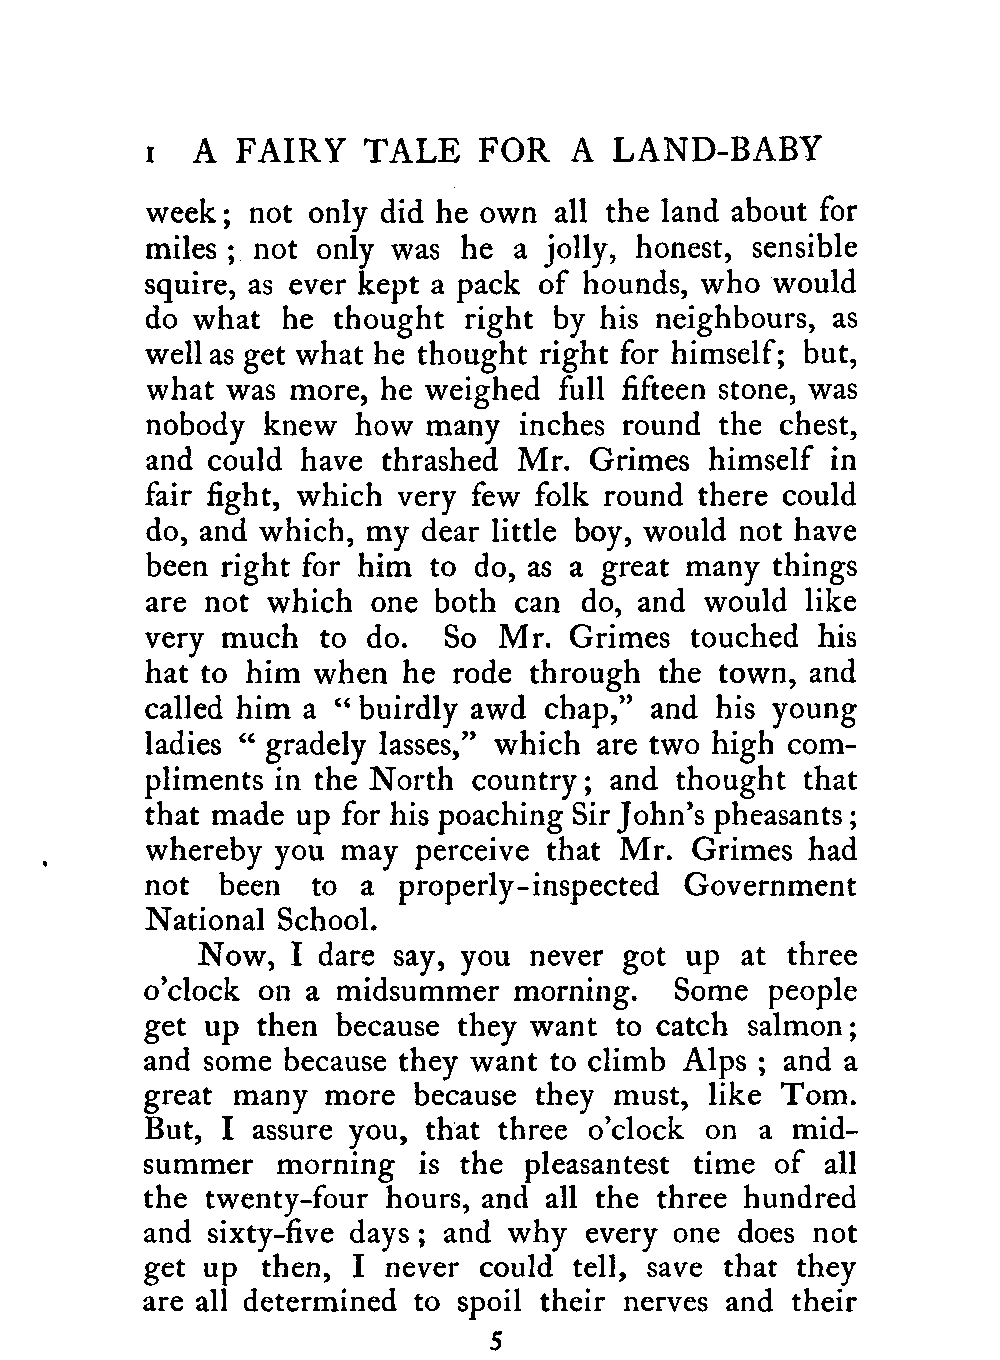 I A FAIRY TALE FOR A LAND-BABY
week; not only did he own all the land about for
miles; not only was he a jolly, honest, sensible
squire, as ever kept a pack of hounds, who would
do what he thought right by his neighbours, as
well as get what he thought right for himself; but,
what was more, he weighed full fifteen stone, was
nobody knew how many inches round the chest,
and could have thrashed Mr. Grimes himself in
fair fight, which very few folk round there could
do, and which, my dear little boy, would not have
been right for him to do, as a great many things
are not which one both can do, and would like
very much to do. So Mr. Grimes touched his
hat to him when he rode through the town, and
called him a “buirdly awd chap,” and his young
ladies “gradely lasses,” which are two high com-
pliments in the North country; and thought that
that made up for his poaching Sir John’s pheasants;
whereby you may perceive that Mr. Grimes had
not been to a properly-inspected Government
National School.
Now, I dare say, you never got up at three
o’clock on a midsummer morning. Some people
get up then because they want to catch salmon;
and some because they want to climb Alps; and a
great many more because they must, like Tom.
But, I assure you, that three o’clock on a mid-
summer morning is the pleasantest time of all
the twenty-four hours, and all the three hundred
and sixty-five days; and why every one does not
get up then, I never could tell, save that they
are all determined to spoil their nerves and their
5